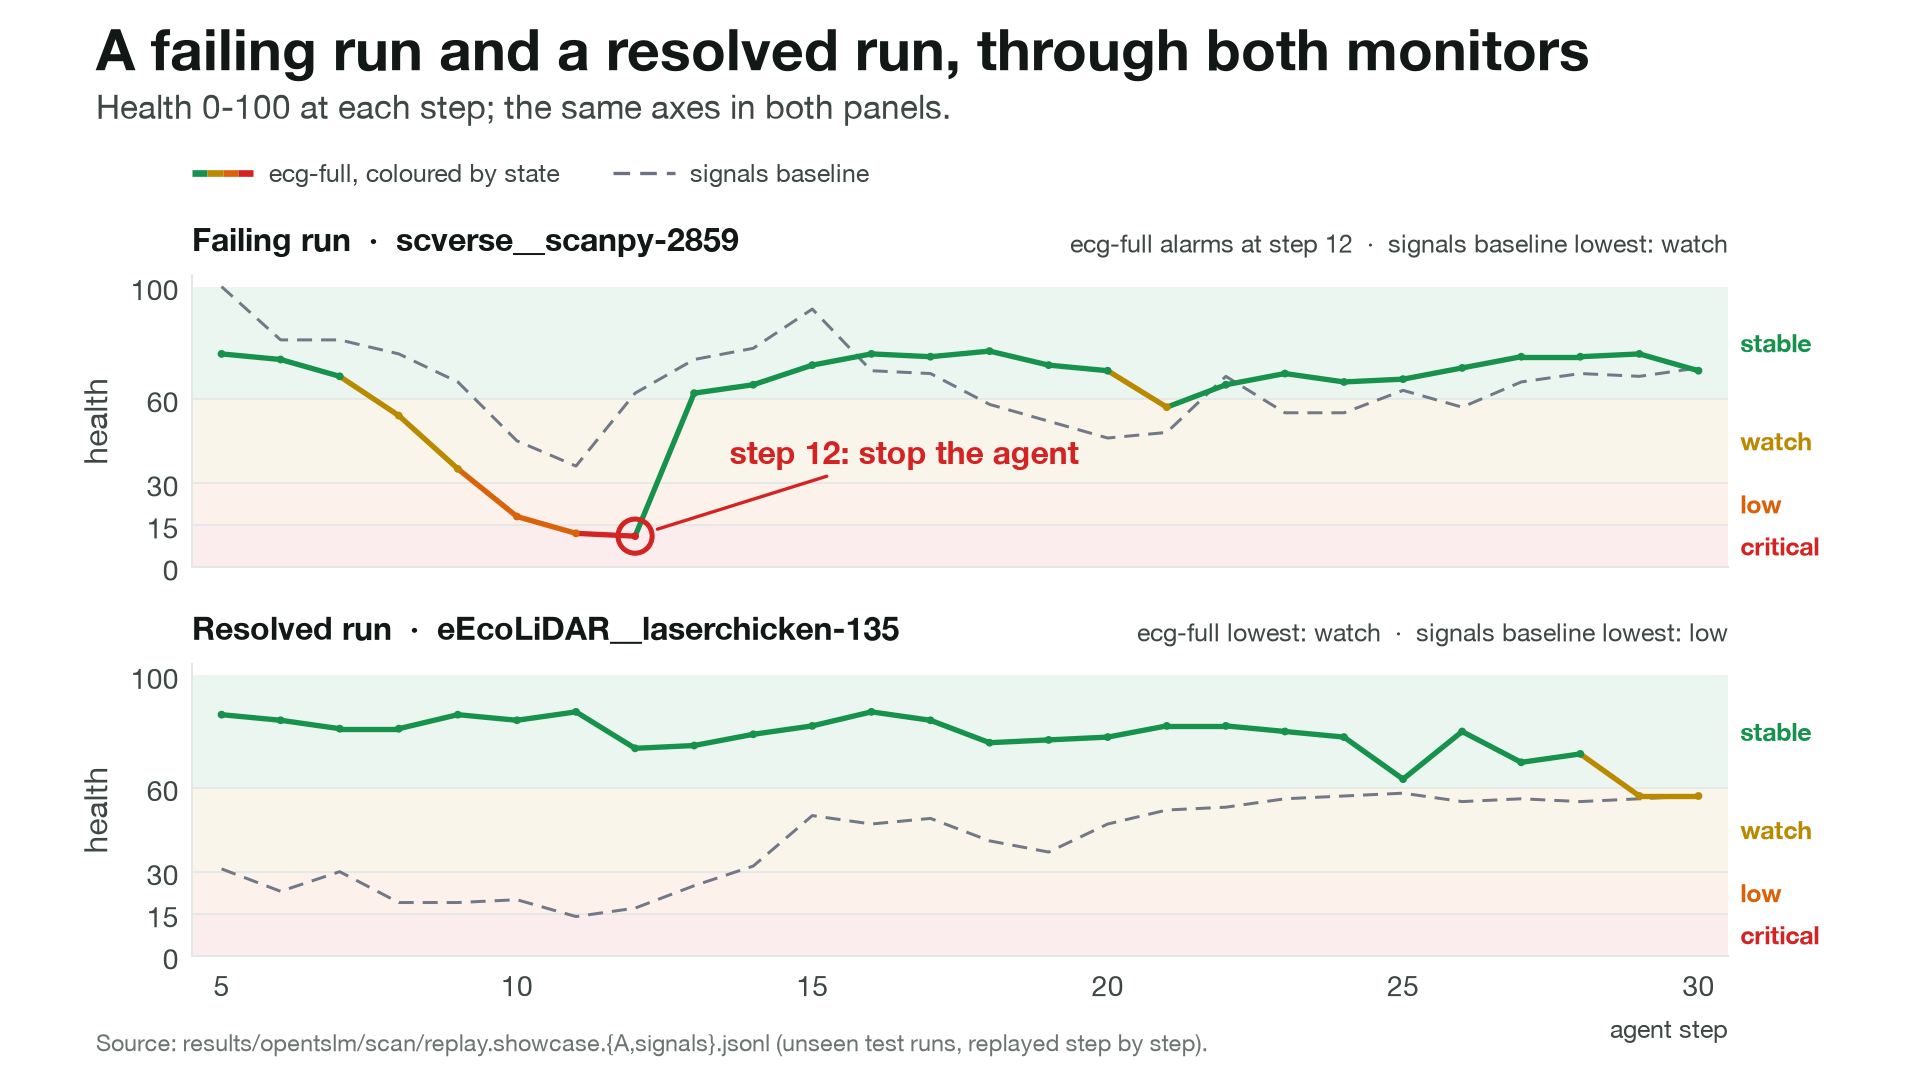 A failing run and a resolved run, through both monitors
Health 0-100 at each step; the same axes in both panels.
ecg-full, coloured by state
signals baseline
Failing run · scverse__scanpy-2859
ecg-full alarms at step 12 · signals baseline lowest: watch
100
60
30
15
0
health
step 12: stop the agent
stable
watch
low
critical
Resolved run · eEcoLiDAR__laserchicken-135
ecg-full lowest: watch · signals baseline lowest: low
100
60
30
15
0
health
stable
watch
low
critical
5 10 15 20 25 30
agent step
Source: results/opentslm/scan/replay.showcase.{A,signals}.jsonl (unseen test runs, replayed step by step).